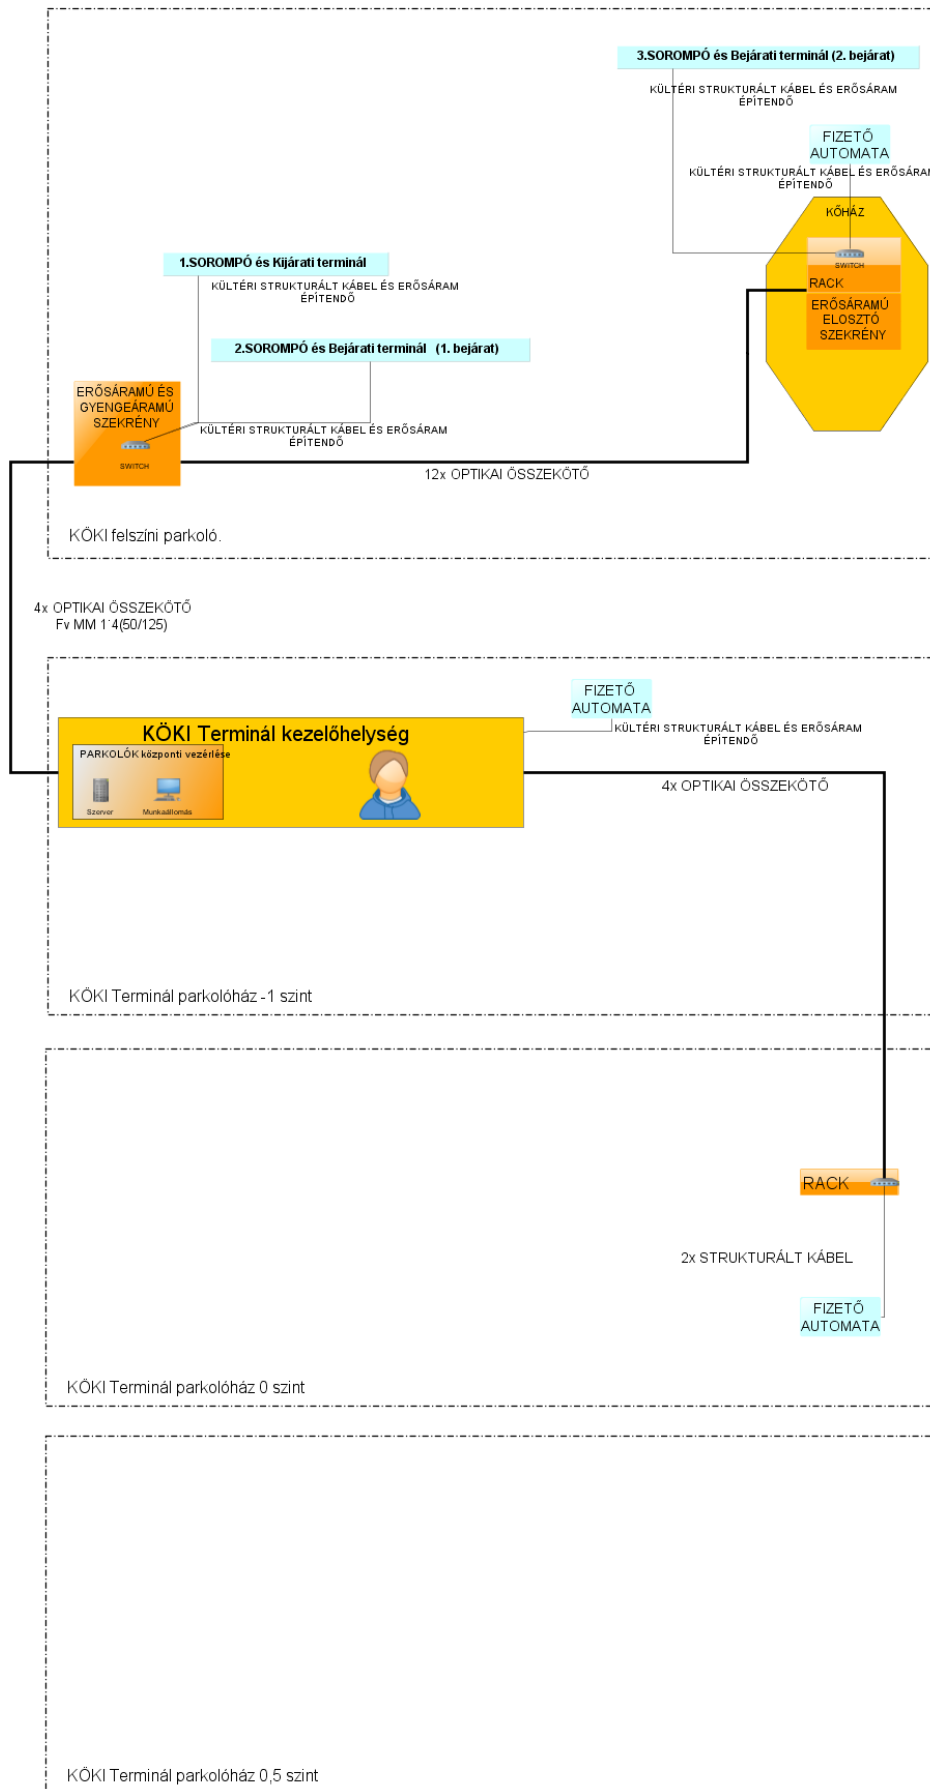 3.SOROMPÓ és Bejárati terminál (2. bejárat)
KÜLTÉRI STRUKTURÁLT KÁBEL ÉS ERŐSÁRAM
ÉPÍTENDŐ
FIZETŐ
AUTOMATA
KÜLTÉRI STRUKTURÁLT KÁBEL ÉS ERŐSÁRAM
ÉPÍTENDŐ
KŐHÁZ
SWITCH
RACK
ERŐSÁRAMÚ
ELOSZTÓ
SZEKRÉNY
1.SOROMPÓ és Kijárati terminál
KÜLTÉRI STRUKTURÁLT KÁBEL ÉS ERŐSÁRAM
ÉPÍTENDŐ
2.SOROMPÓ és Bejárati terminál (1. bejárat)
ERŐSÁRAMÚ ÉS
GYENGEÁRAMÚ
SZEKRÉNY
SWITCH
KÜLTÉRI STRUKTURÁLT KÁBEL ÉS ERŐSÁRAM
ÉPÍTENDŐ
12x OPTIKAI ÖSSZEKÖTŐ
KÖKI felszíni parkoló.
4x OPTIKAI ÖSSZEKÖTŐ
Fv MM 1*4(50/125)
FIZETŐ
AUTOMATA
KÜLTÉRI STRUKTURÁLT KÁBEL ÉS ERŐSÁRAM
ÉPÍTENDŐ
KÖKI Terminál kezelőhelység
PARKOLÓK központi vezérlése
Szerver
Munkaállomás
4x OPTIKAI ÖSSZEKÖTŐ
KÖKI Terminál parkolóház -1 szint
RACK
2x STRUKTURÁLT KÁBEL
FIZETŐ
AUTOMATA
KÖKI Terminál parkolóház 0 szint
KÖKI Terminál parkolóház 0,5 szint